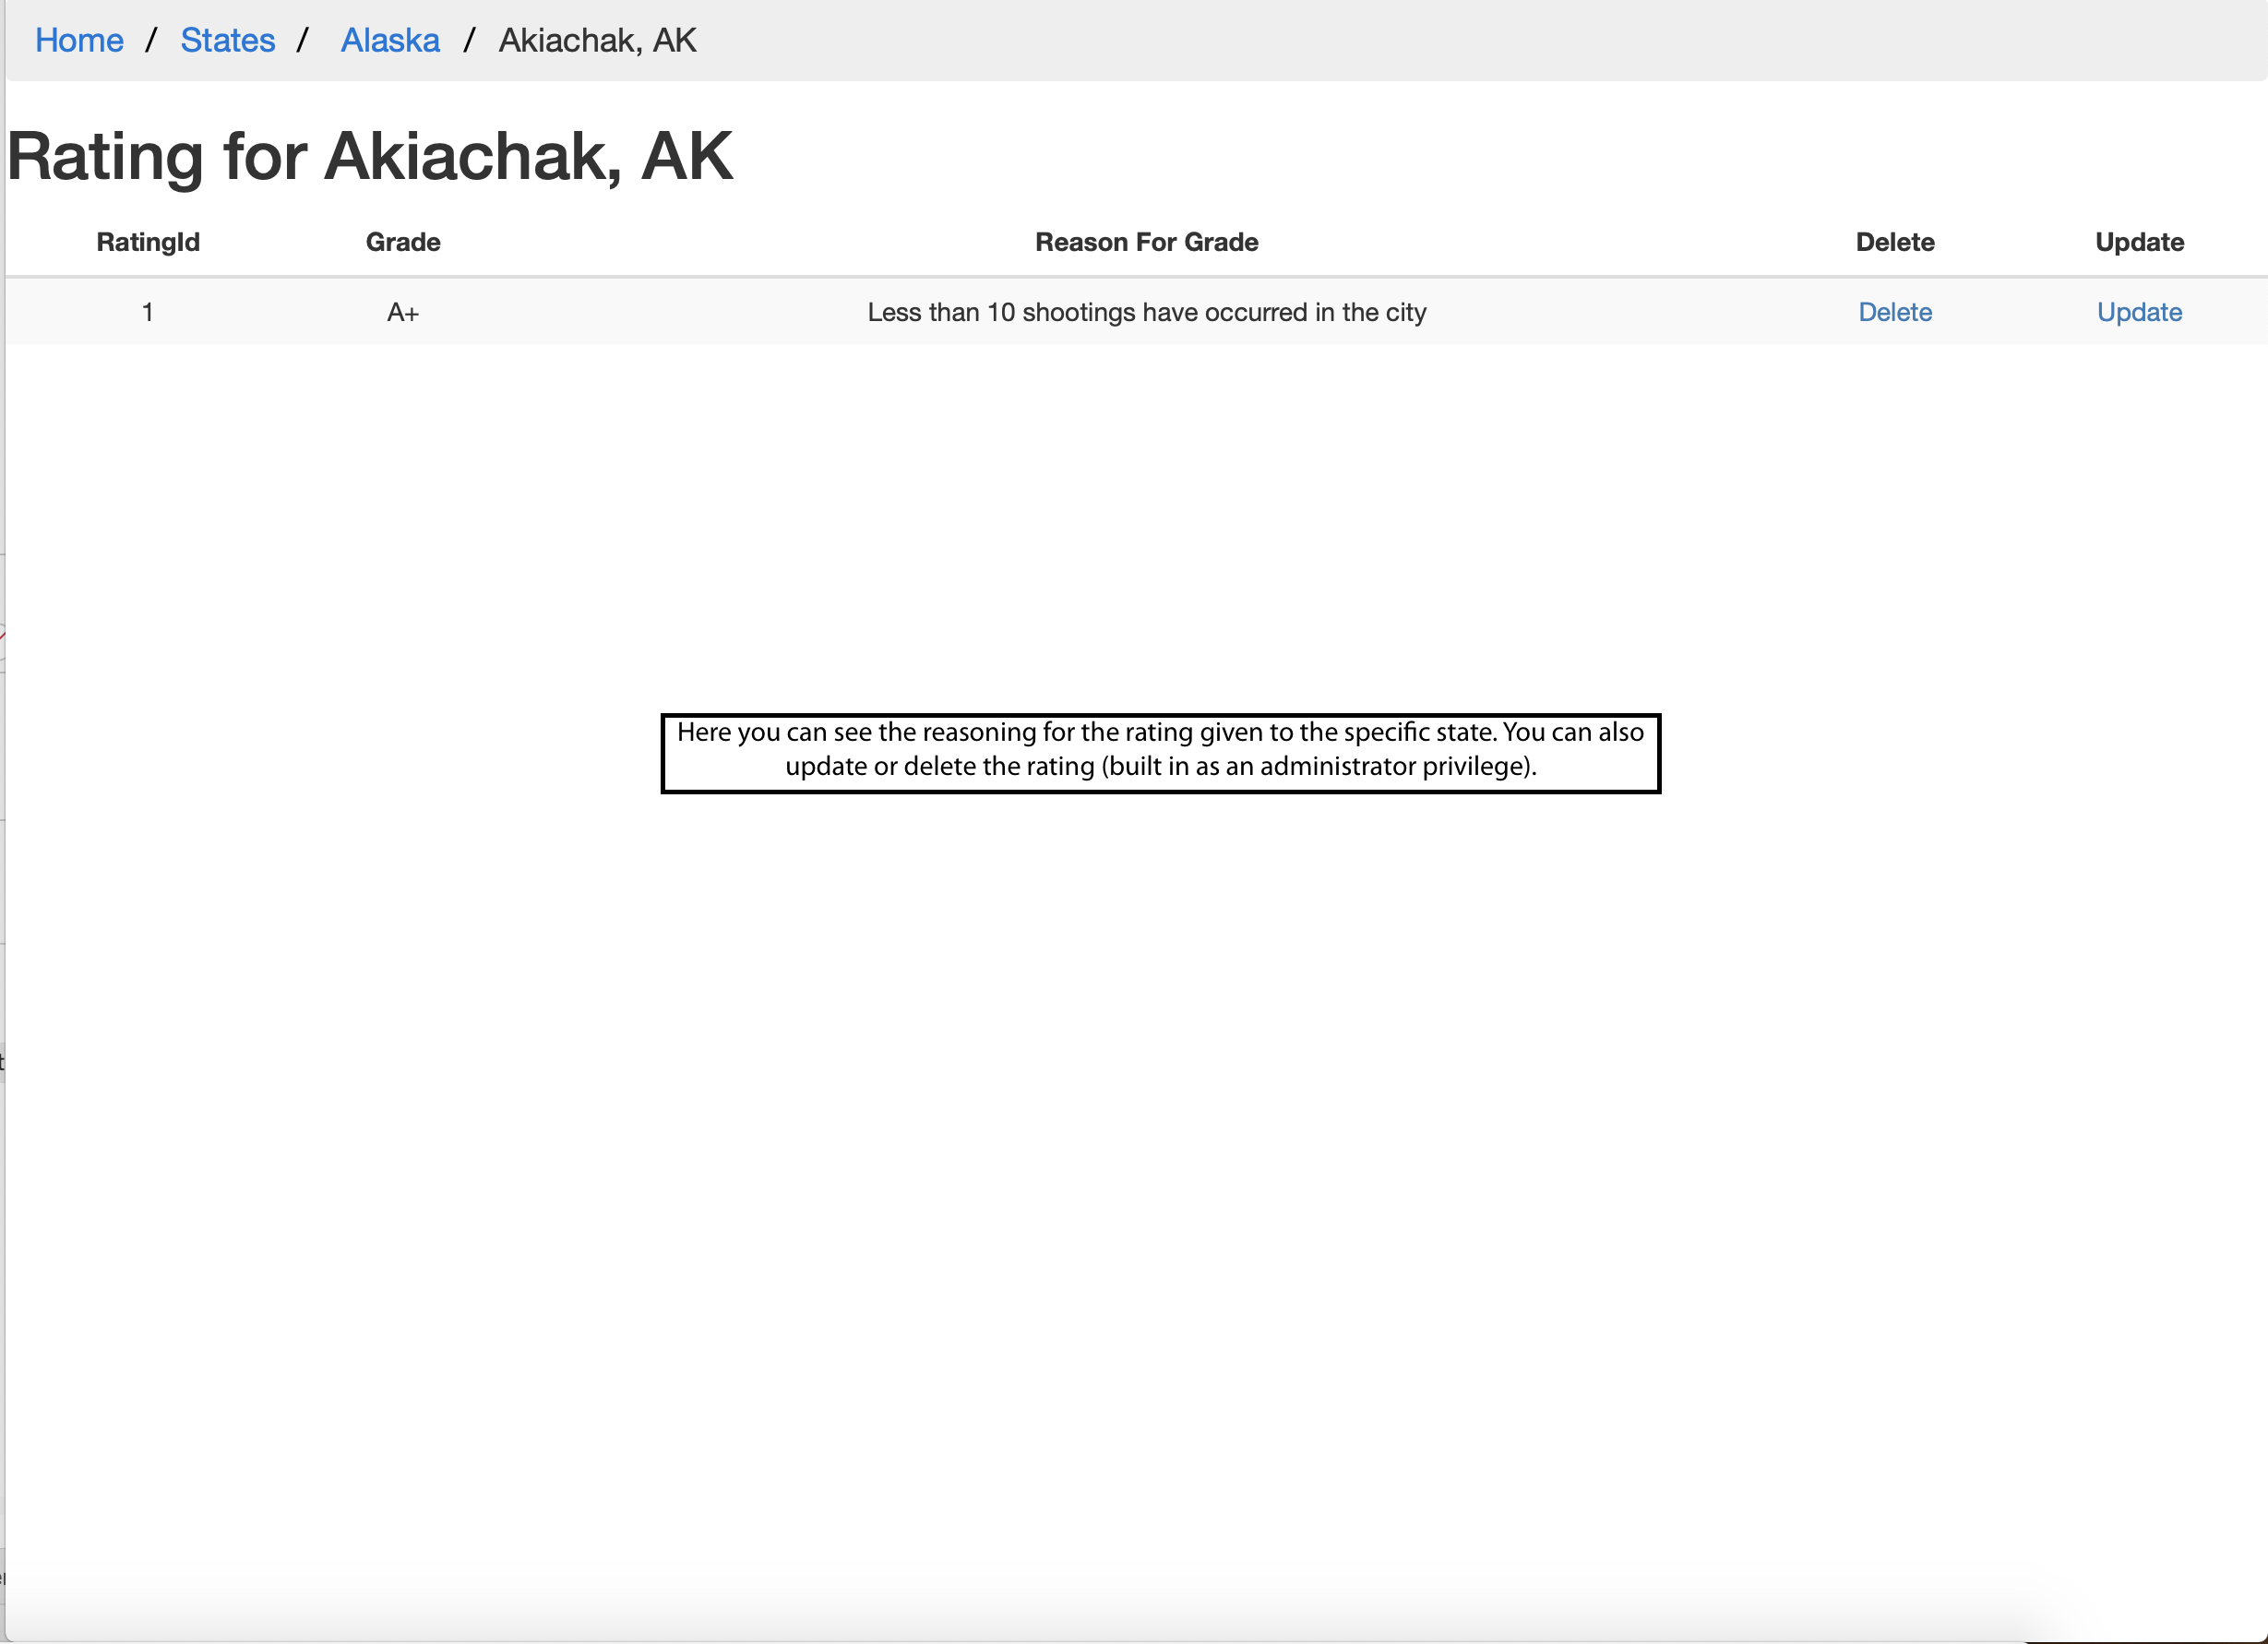 Home / States / Alaska / Akiachak, AK
Rating for Akiachak, AK
RatingId Grade Reason For Grade Delete Update
1 A+ Less than 10 shootings have occurred in the city Delete Update
Here you can see the reasoning for the rating given to the specific state. You can also
update or delete the rating (built in as an administrator privilege).